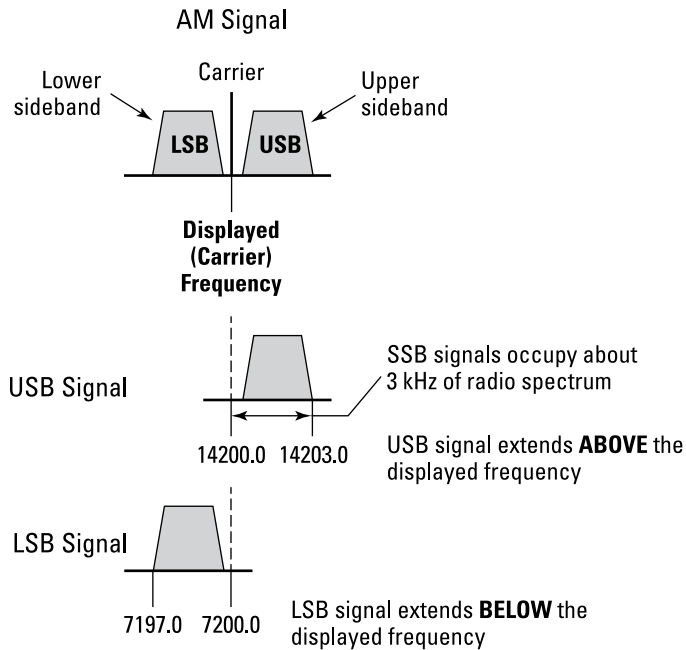 AM Signal
Lower
sideband
Carrier
Upper
sideband
LSB
USB
Displayed
(Carrier)
Frequency
USB Signal
SSB signals occupy about
3 kHz of radio spectrum
14200.0 14203.0
USB signal extends ABOVE the
displayed frequency
LSB Signal
7197.0 7200.0
LSB signal extends BELOW the
displayed frequency